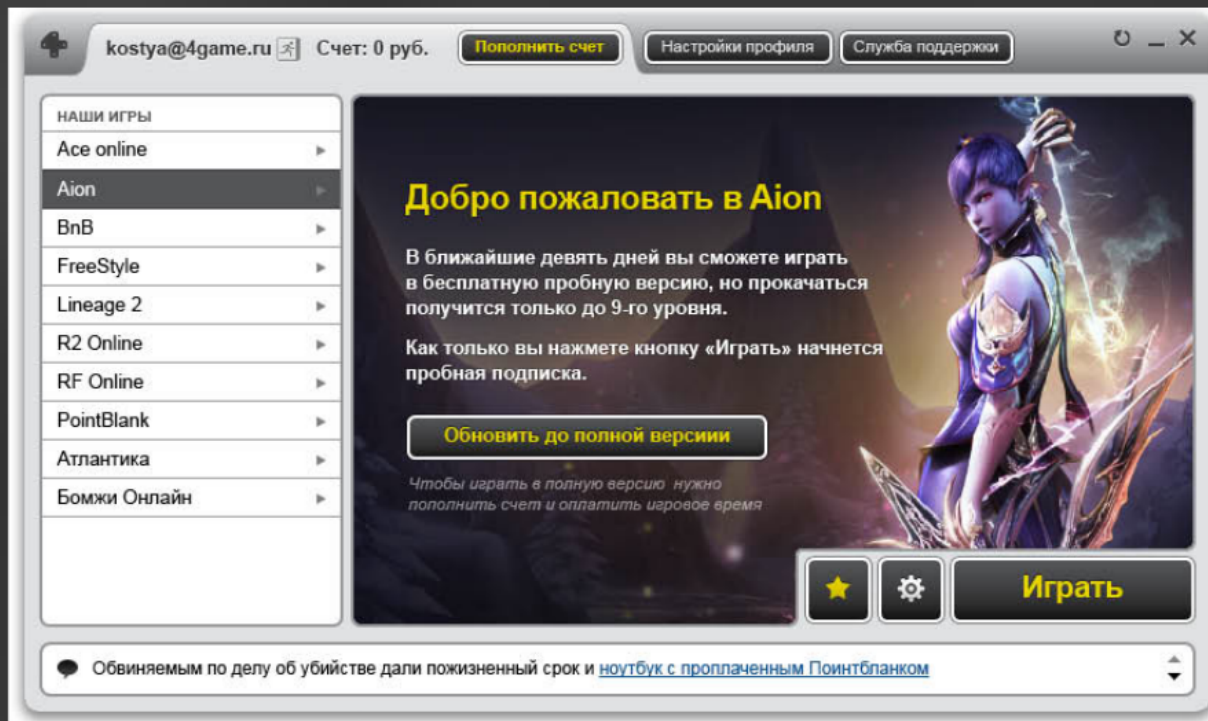 kostya@4game.ru Счет: 0 руб. Пополнить счет Настройки профиля Служба поддержки
НАШИ ИГРЫ
Ace online
Aion
BnB
FreeStyle
Lineage 2
R2 Online
RF Online
PointBlank
Атлантика
Бомжи Онлайн
Добро пожаловать в Aion
В ближайшие девять дней вы сможете играть
в бесплатную пробную версию, но прокачаться
получится только до 9-го уровня.
Как только вы нажмете кнопку «Играть» начнется
пробная подписка.
Обновить до полной версиии
Чтобы играть в полную версию нужно
пополнить счет и оплатить игровое время
Играть
Обвиняемым по делу об убийстве дали пожизненный срок и ноутбук с проплаченным Поинтбланком